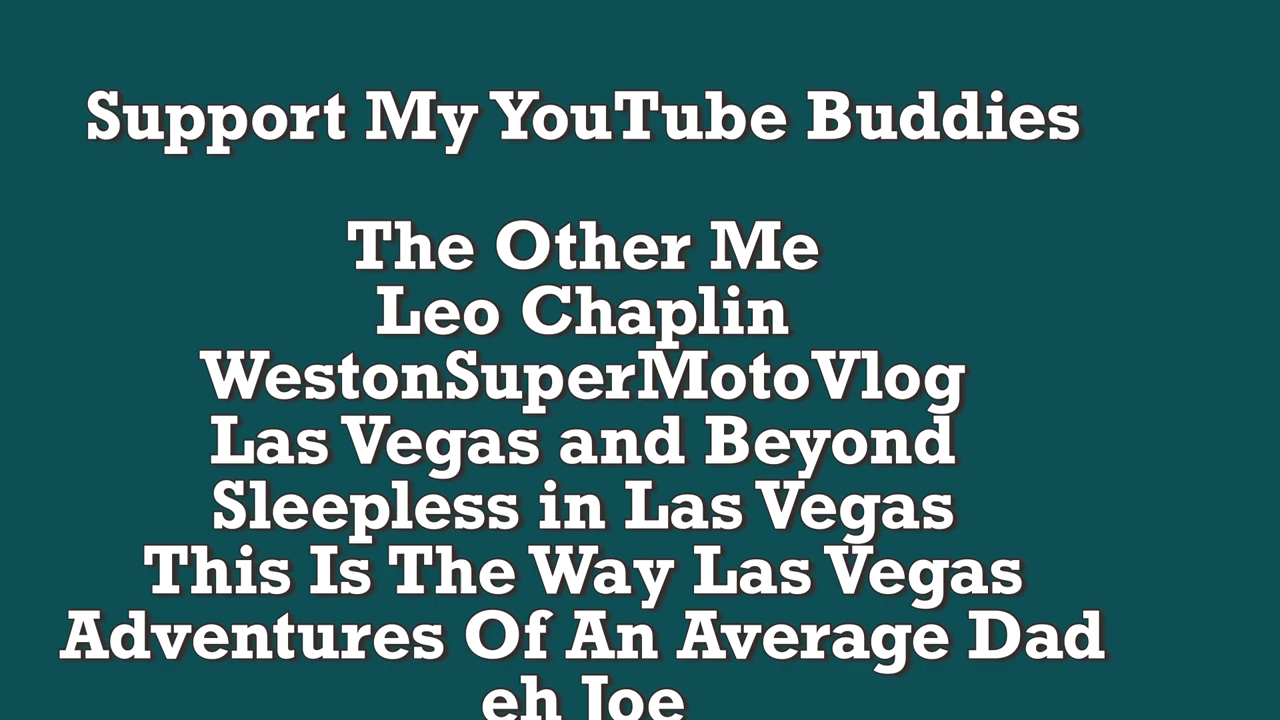 Support My YouTube Buddies
The Other Me
Leo Chaplin
WestonSuperMotoVlog
Las Vegas and Beyond
Sleepless in Las Vegas
This Is The Way Las Vegas
Adventures Of An Average Dad
eh Joe